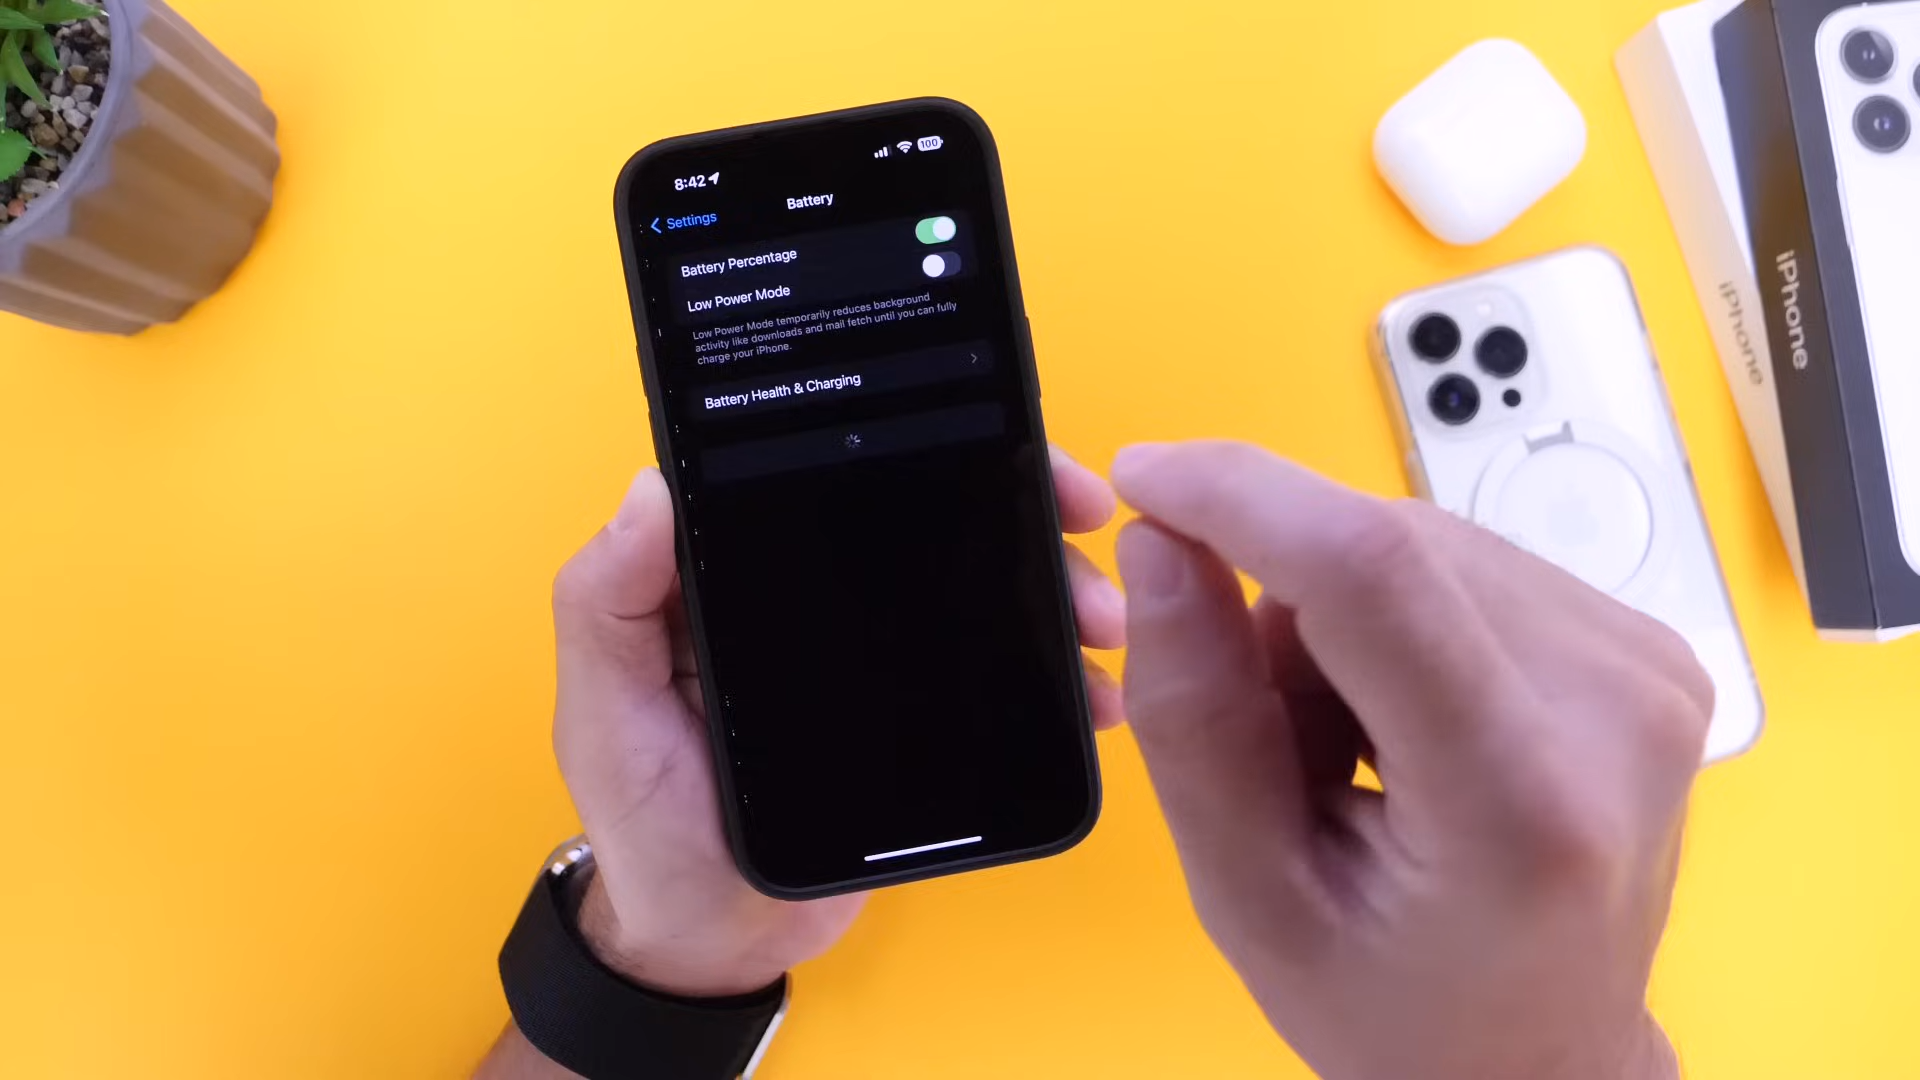 8:42
100
Settings
Battery
Battery Percentage
Low Power Mode
Low Power Mode temporarily reduces background
activity like downloads and mail fetch until you can fully
charge your iPhone.
Battery Health & Charging
iPhone
iPhone